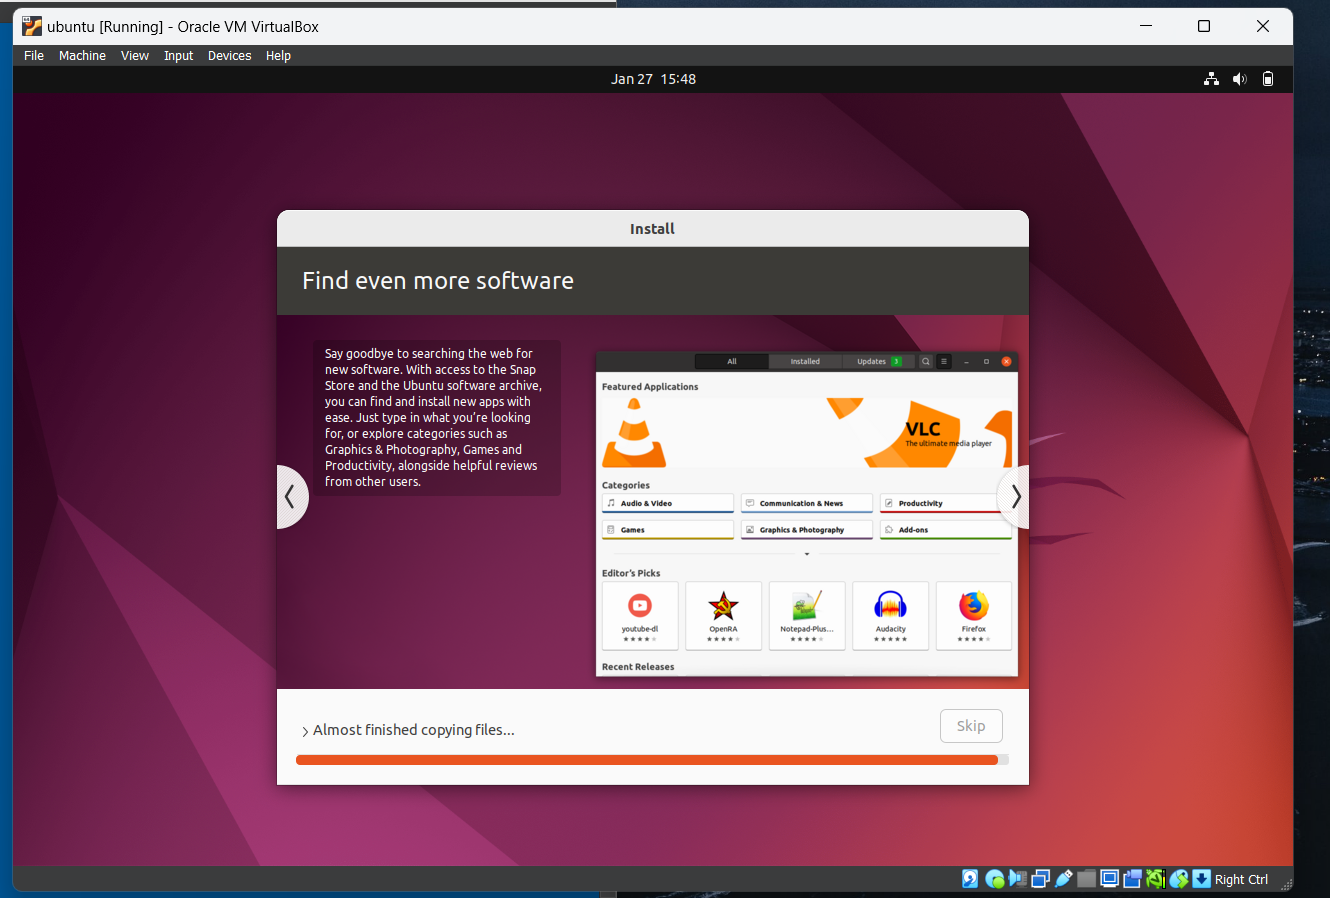 ubuntu [Running] - Oracle VM VirtualBox
File Machine View Input Devices Help
Jan 27 15:48
Install
Find even more software
Say goodbye to searching the web for
new software. With access to the Snap
Store and the Ubuntu software archive,
you can find and install new apps with
ease. Just type in what you're looking
for, or explore categories such as
Graphics & Photography, Games and
Productivity, alongside helpful reviews
from other users.
All Installed Updates 3
Featured Applications
VLC
The ultimate media player
Categories
Audio & Video Communication & News Productivity
Games Graphics & Photography Add-ons
Editor's Picks
youtube-dl OpenRA Notepad-Plus... Audacity Firefox
Recent Releases
Almost finished copying files...
Skip
Right Ctrl